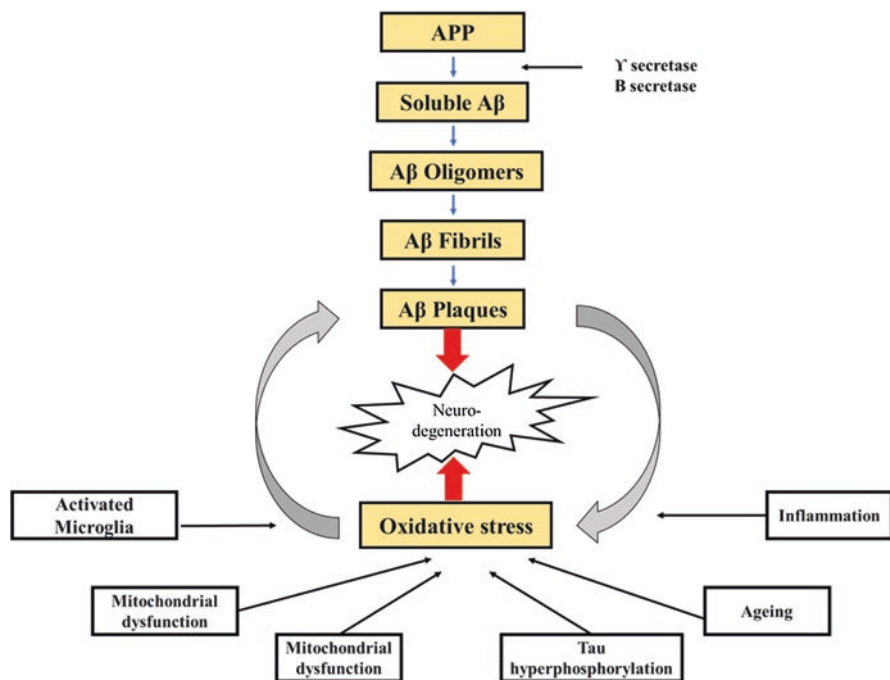 APP
ϒ secretase
B secretase
Soluble Aβ
Aβ Oligomers
Aβ Fibrils
Aβ Plaques
Neuro-
degeneration
Activated
Microglia
Oxidative stress
Inflammation
Mitochondrial
dysfunction
Ageing
Mitochondrial
dysfunction
Tau
hyperphosphorylation